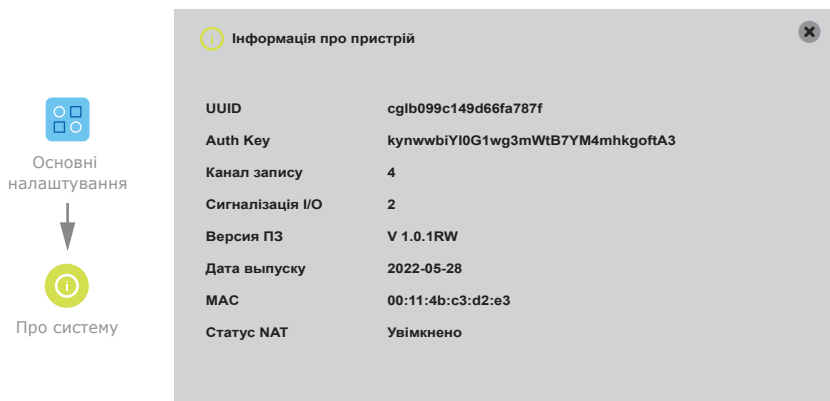 Інформація про пристрій
UUID cglb099c149d66fa787f
Auth Key kynwwbiYl0G1wg3mWtB7YM4mhkgoftA3
Канал запису 4
Сигналізація I/O 2
Версия ПЗ V 1.0.1RW
Дата выпуску 2022-05-28
MAC 00:11:4b:c3:d2:e3
Статус NAT Увімкнено
Основні
налаштування
Про систему